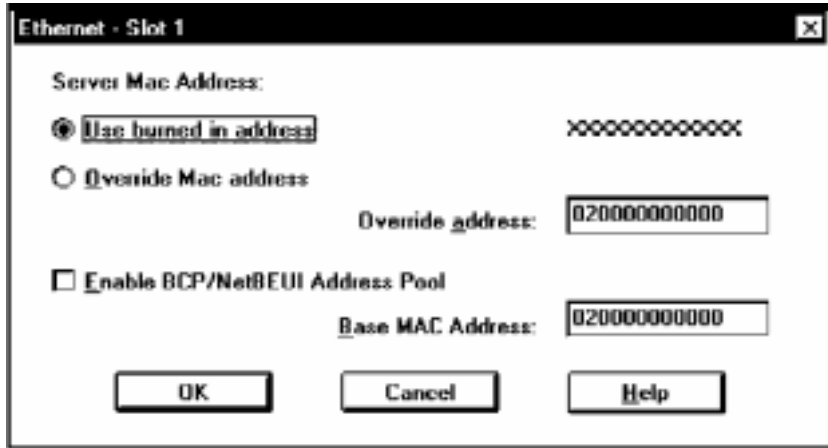 Ethernet - Slot 1
Server Mac Address:
Use burned in address XXXXXXXXXXXXX
Override Mac address
Override address: 020000000000
Enable BCP/NetBEUI Address Pool
Base MAC Address: 020000000000
OK Cancel Help